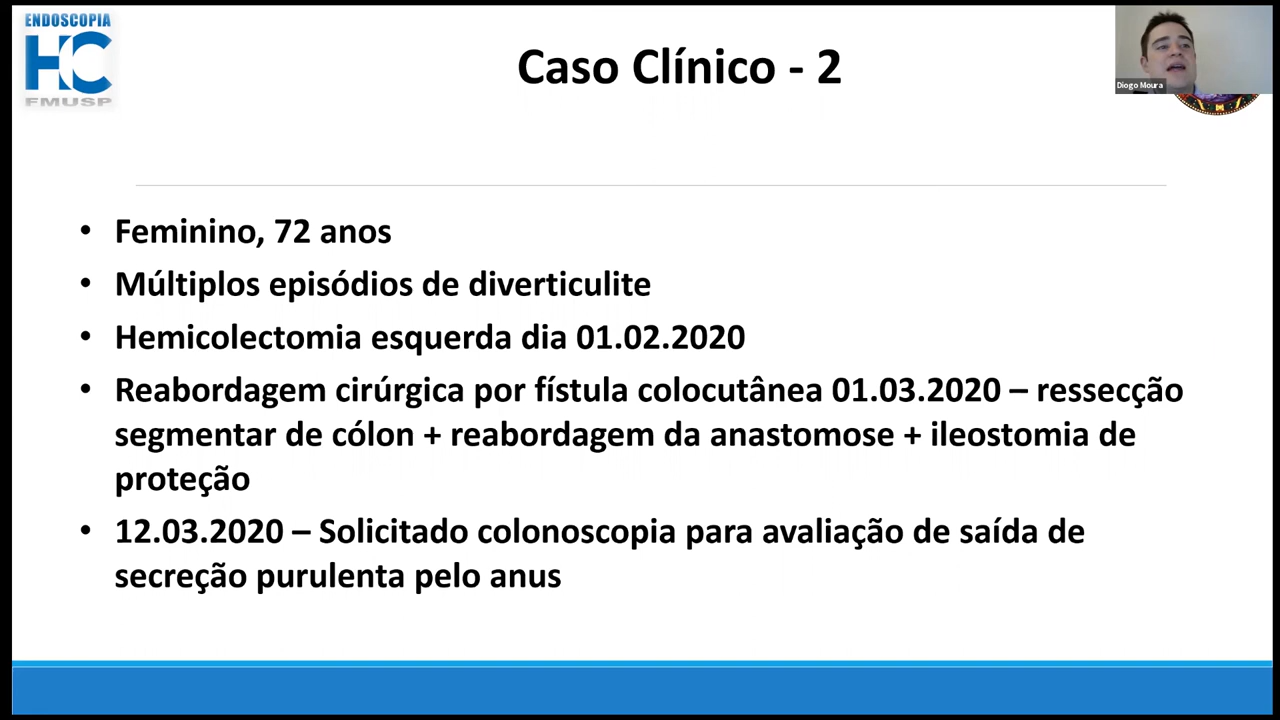 ENDOSCOPIA
HC
FMUSP
Caso Clínico - 2
Diogo Moura
• Feminino, 72 anos
• Múltiplos episódios de diverticulite
• Hemicolectomia esquerda dia 01.02.2020
• Reabordagem cirúrgica por fístula colocutânea 01.03.2020 – ressecção
segmentar de cólon + reabordagem da anastomose + ileostomia de
proteção
• 12.03.2020 – Solicitado colonoscopia para avaliação de saída de
secreção purulenta pelo anus